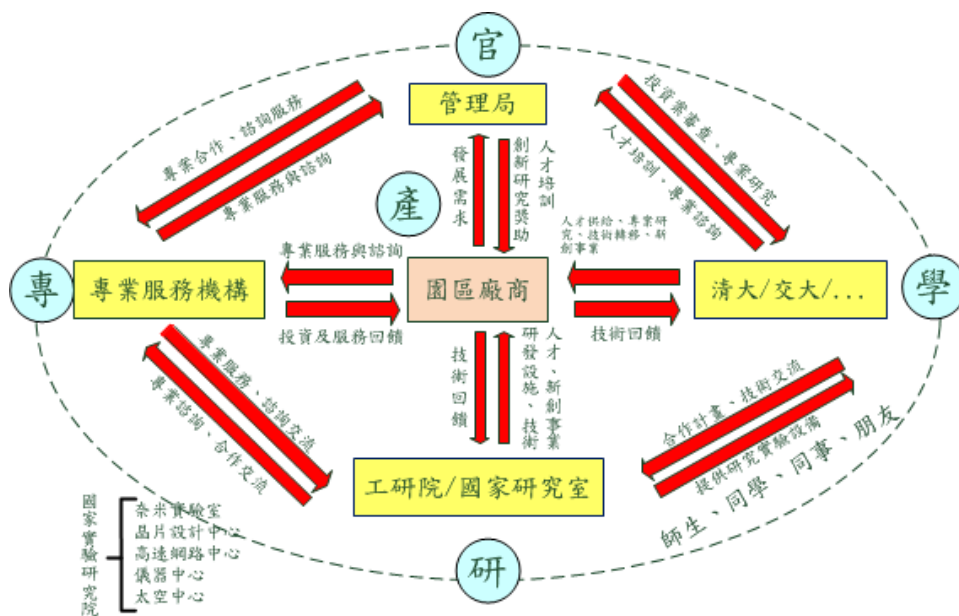 官
管理局
專案合作、諮詢服務
專業服務與諮詢
投資案審查、專案研究
人才培訓、專業諮詢
發展需求
創新研究獎助
人才培訓
產
人才供給、專案研
究、技術轉移、新
創事業
專業服務與諮詢
專
專業服務機構
園區廠商
清大/交大/...
學
投資及服務回饋
技術回饋
專業服務、諮詢交流
專業諮詢、合作交流
技術回饋
研發設施、技術
人才、新創事業
合作計畫、技術交流
提供研究實驗設備
師生、同學、同事、朋友
工研院/國家研究室
國家實驗研究院
奈米實驗室
晶片設計中心
高速網路中心
儀器中心
太空中心
研